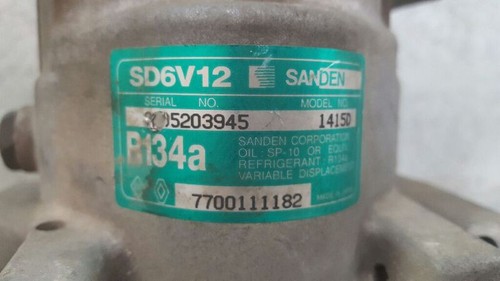 SD6V12 SANDEN
SERIAL NO. MODEL NO.
05203945 1415D
R134a
SANDEN CORPORATION
OIL : SP-10 OR EQUIV
REFRIGERANT : R134a
VARIABLE DISPLACEMENT
7700111182